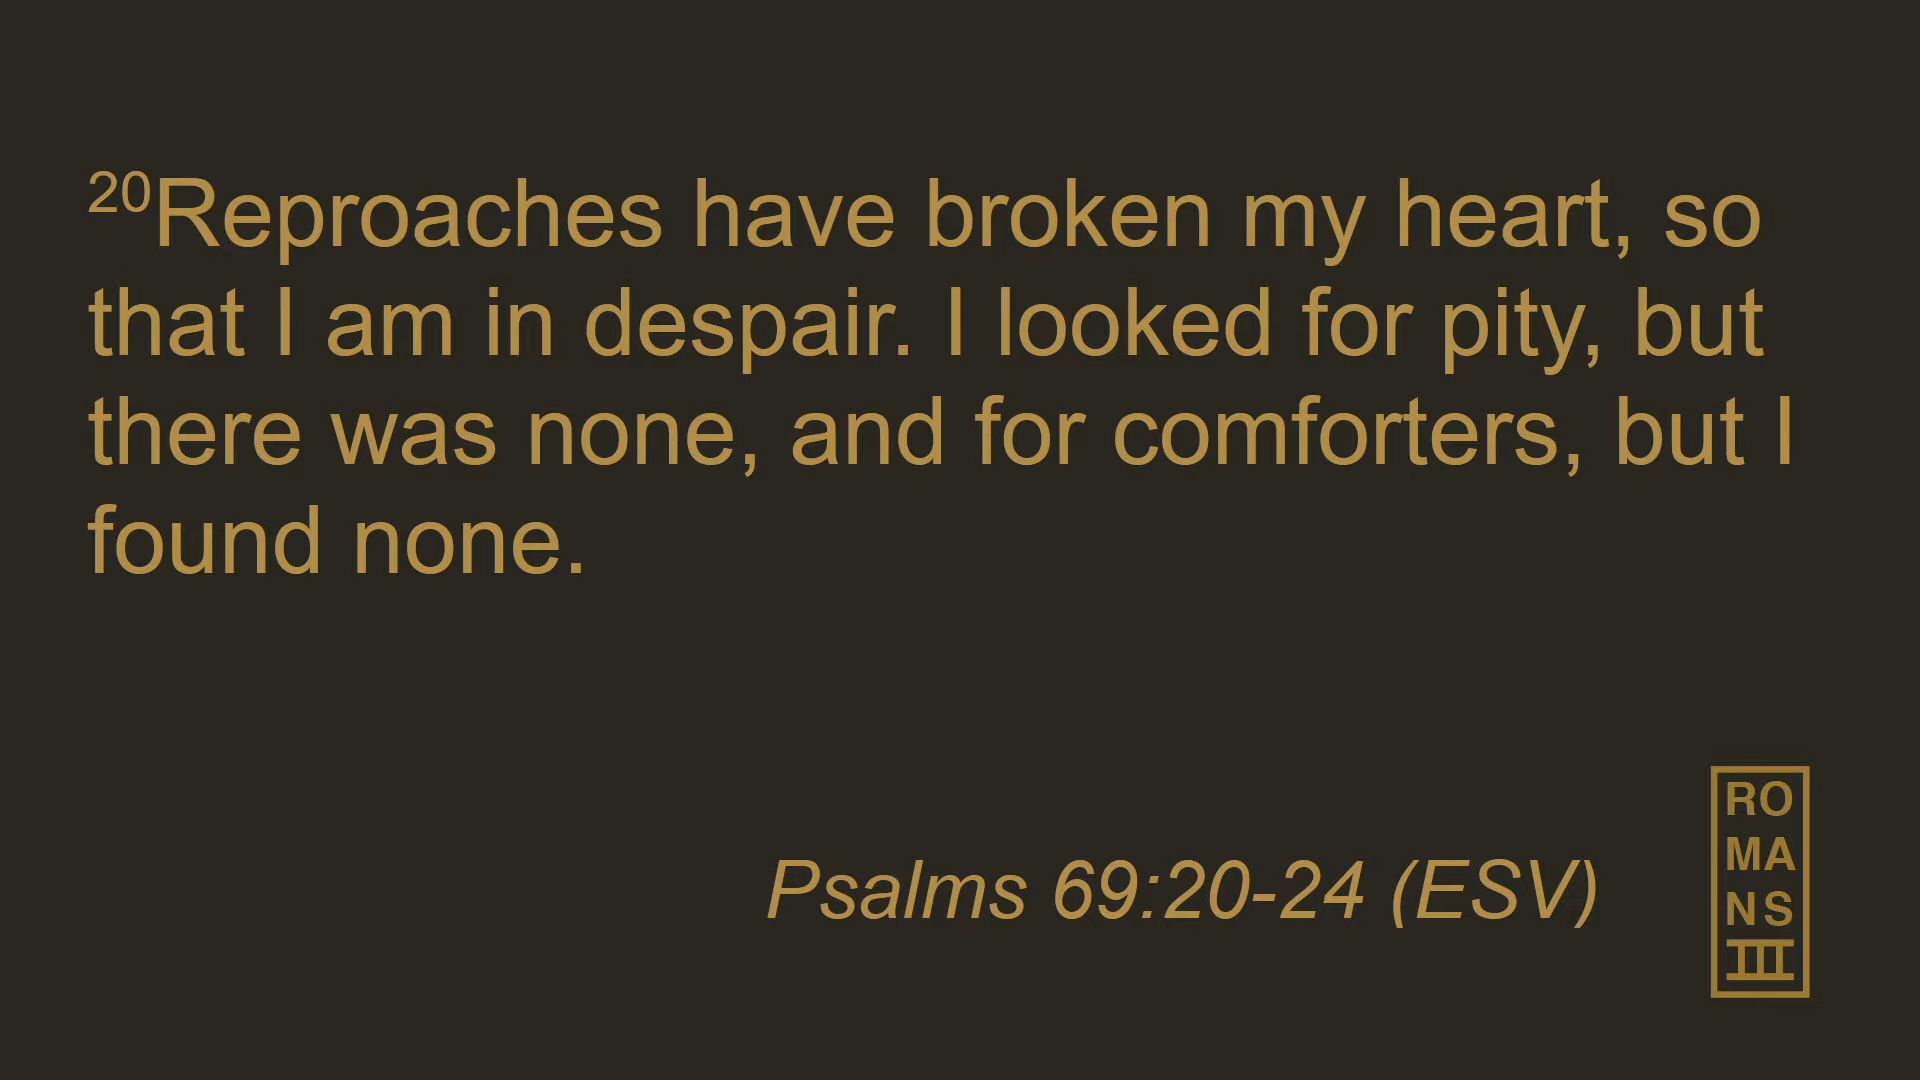 20Reproaches have broken my heart, so
that I am in despair. I looked for pity, but
there was none, and for comforters, but I
found none.
Psalms 69:20-24 (ESV)
RO
MA
NS
III